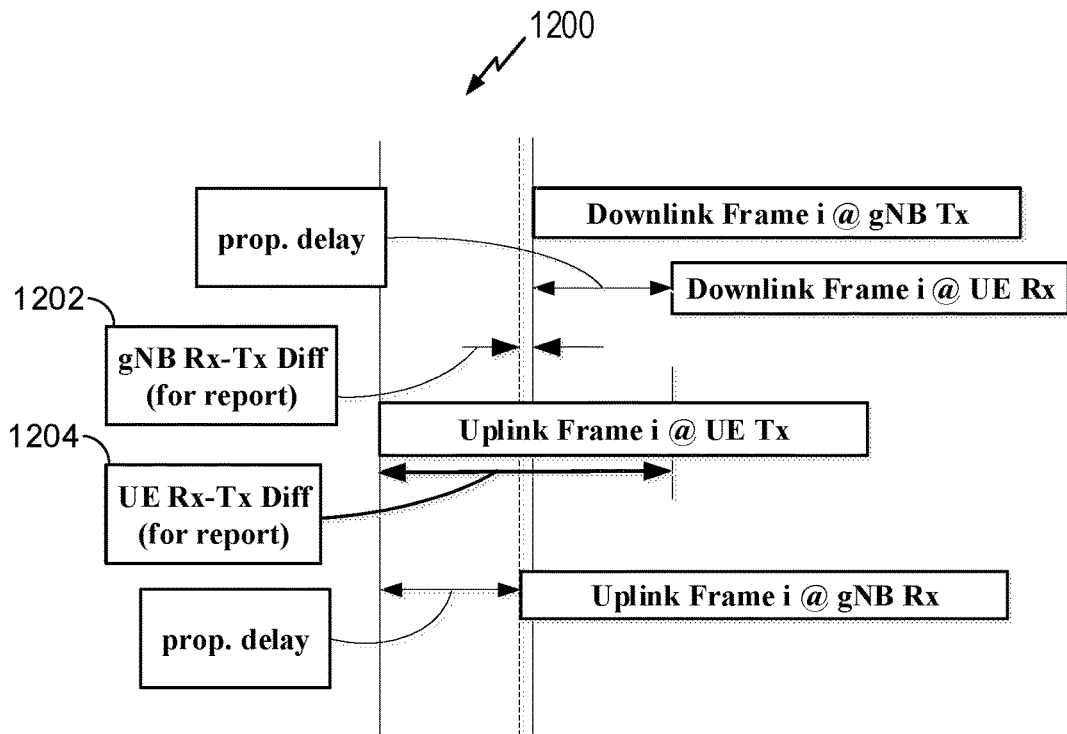 1200
Downlink Frame i @ gNB Tx
prop. delay
Downlink Frame i @ UE Rx
1202
gNB Rx-Tx Diff
(for report)
Uplink Frame i @ UE Tx
1204
UE Rx-Tx Diff
(for report)
Uplink Frame i @ gNB Rx
prop. delay